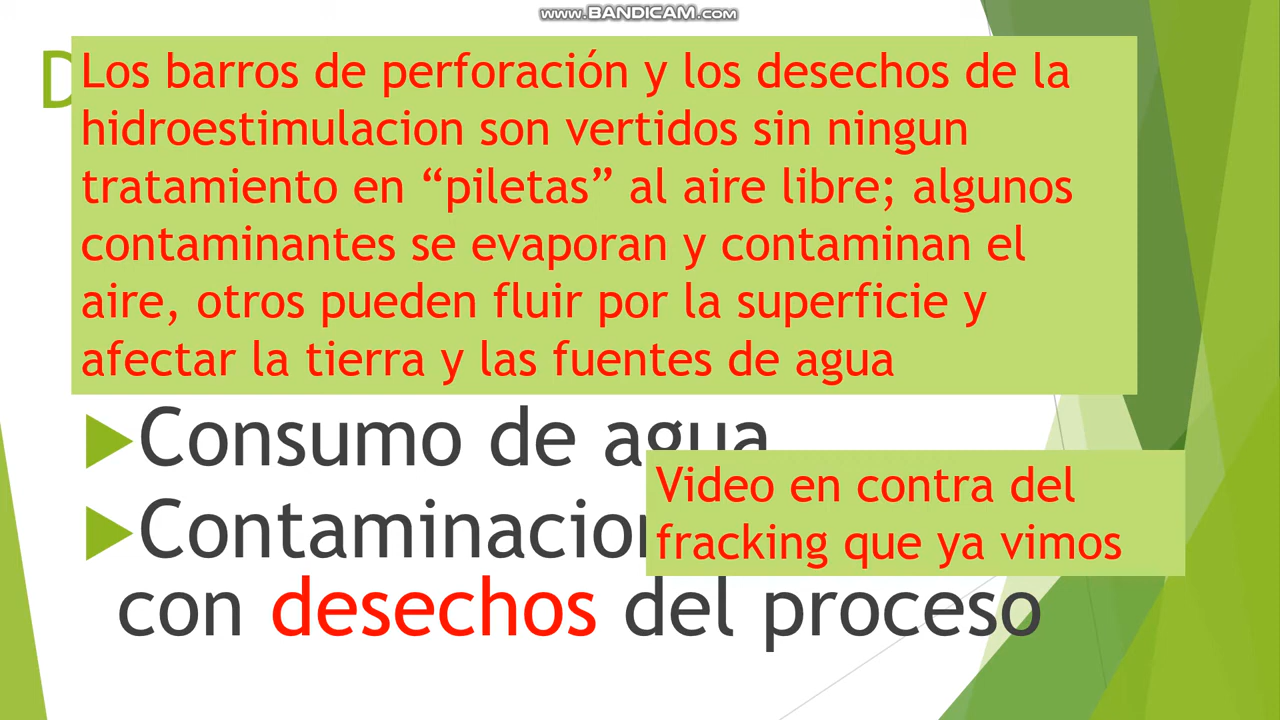 www.BANDICAM.com
D
Los barros de perforación y los desechos de la
hidroestimulacion son vertidos sin ningun
tratamiento en “piletas” al aire libre; algunos
contaminantes se evaporan y contaminan el
aire, otros pueden fluir por la superficie y
afectar la tierra y las fuentes de agua
Consumo de agua
Video en contra del
fracking que ya vimos
Contaminacion
con desechos del proceso